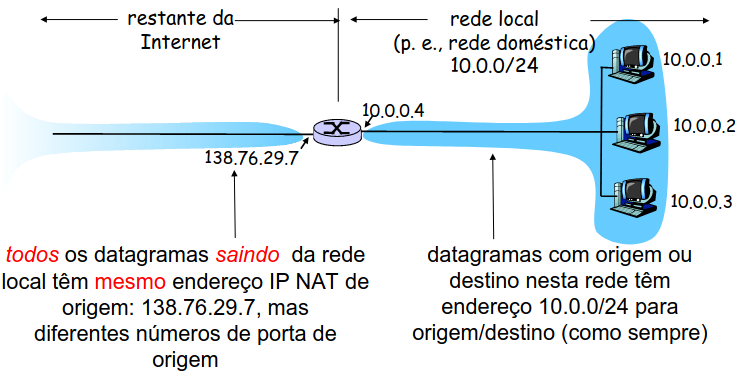 restante da
Internet
rede local
(p. e., rede doméstica)
10.0.0/24
10.0.0.1
10.0.0.4
10.0.0.2
138.76.29.7
10.0.0.3
todos os datagramas saindo da rede
local têm mesmo endereço IP NAT de
origem: 138.76.29.7, mas
diferentes números de porta de
origem
datagramas com origem ou
destino nesta rede têm
endereço 10.0.0/24 para
origem/destino (como sempre)